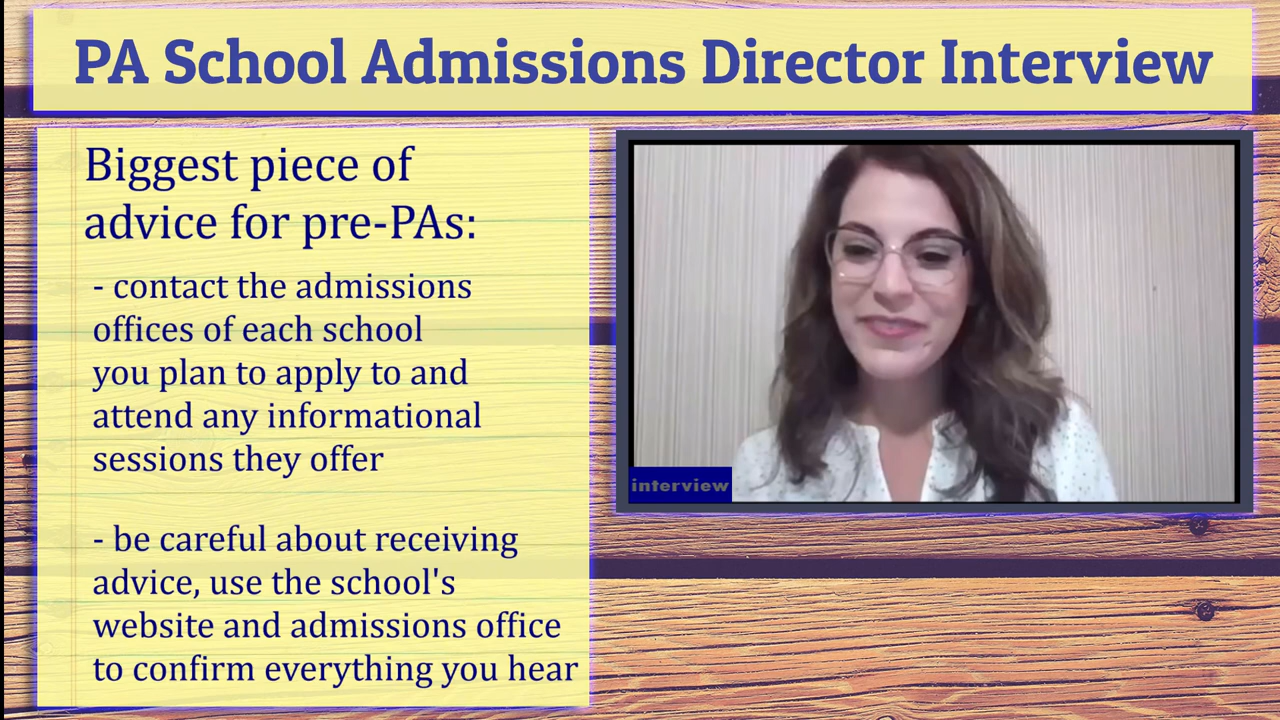 PA School Admissions Director Interview
Biggest piece of
advice for pre-PAs:
- contact the admissions
offices of each school
you plan to apply to and
attend any informational
sessions they offer
- be careful about receiving
advice, use the school's
website and admissions office
to confirm everything you hear
interview